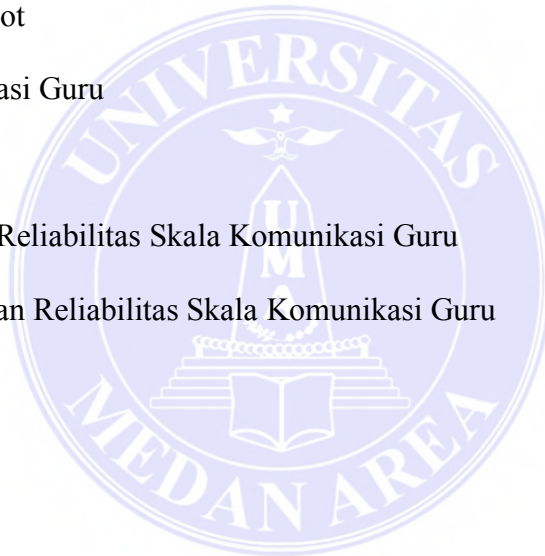 ot
asi Guru
Reliabilitas Skala Komunikasi Guru
an Reliabilitas Skala Komunikasi Guru
UNIVERSITAS
U
M
A
MEDAN AREA